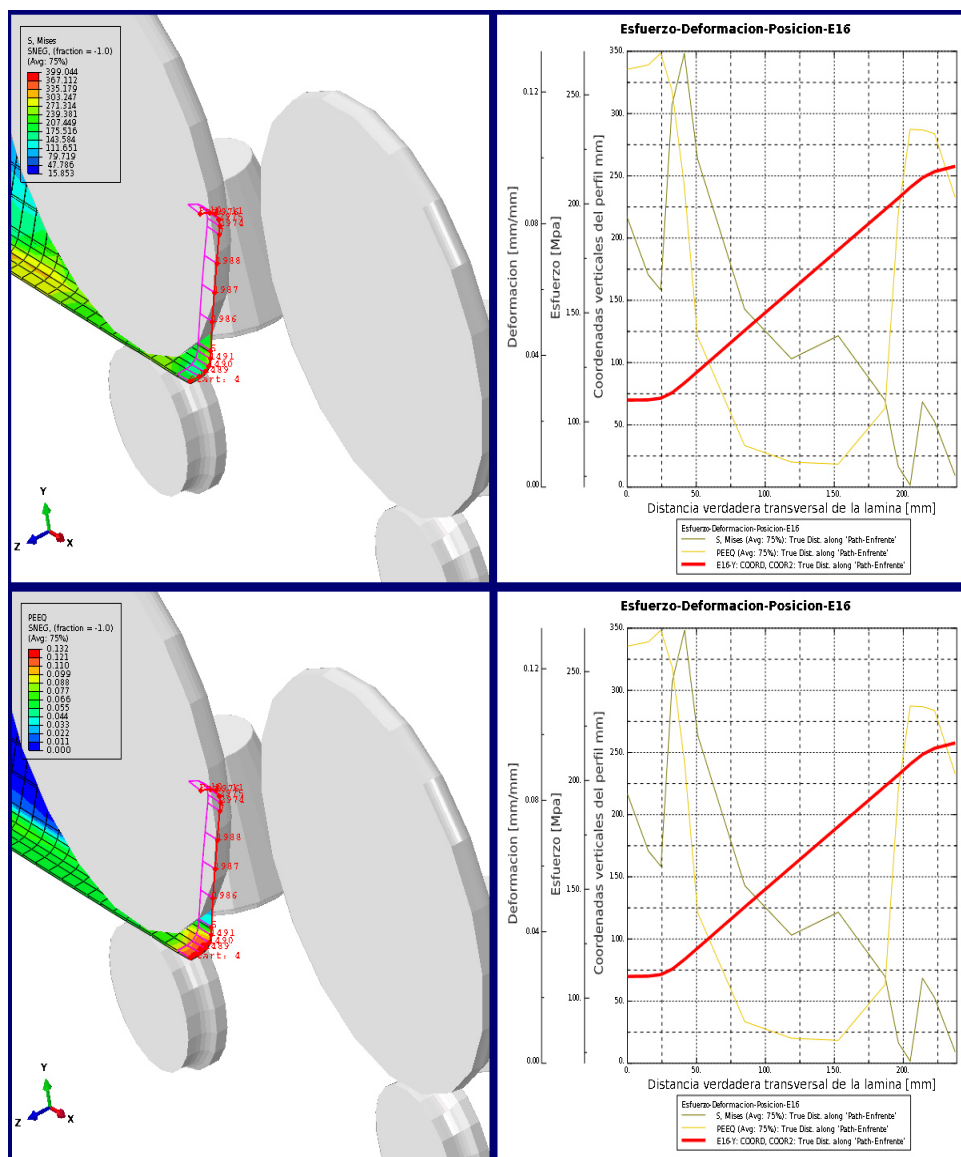 S, Mises
SNEG, (fraction = -1.0)
(Avg: 75%)
399.044
367.112
335.179
303.247
271.314
239.381
207.449
175.516
143.584
111.651
79.719
47.786
15.853
1988
1987
1986
1491
1490
Y
Z
X
Esfuerzo-Deformacion-Posicion-E16
Deformacion [mm/mm]
0.12
0.08
0.04
0.00
Esfuerzo [Mpa]
250.
200.
150.
100.
Coordenadas verticales del perfil mm]
350.
300.
250.
200.
150.
100.
50.
0.
0.
50.
100.
150.
200.
Distancia verdadera transversal de la lamina [mm]
Esfuerzo-Deformacion-Posicion-E16
S, Mises (Avg: 75%): True Dist. along 'Path-Enfrente'
PEEQ (Avg: 75%): True Dist. along 'Path-Enfrente'
E16-Y: COORD, COOR2: True Dist. along 'Path-Enfrente'
PEEQ
SNEG, (fraction = -1.0)
(Avg: 75%)
0.132
0.121
0.110
0.099
0.088
0.077
0.066
0.055
0.044
0.033
0.022
0.011
0.000
1988
1987
1986
1491
1490
Y
Z
X
Esfuerzo-Deformacion-Posicion-E16
Deformacion [mm/mm]
0.12
0.08
0.04
0.00
Esfuerzo [Mpa]
250.
200.
150.
100.
Coordenadas verticales del perfil mm]
350.
300.
250.
200.
150.
100.
50.
0.
0.
50.
100.
150.
200.
Distancia verdadera transversal de la lamina [mm]
Esfuerzo-Deformacion-Posicion-E16
S, Mises (Avg: 75%): True Dist. along 'Path-Enfrente'
PEEQ (Avg: 75%): True Dist. along 'Path-Enfrente'
E16-Y: COORD, COOR2: True Dist. along 'Path-Enfrente'